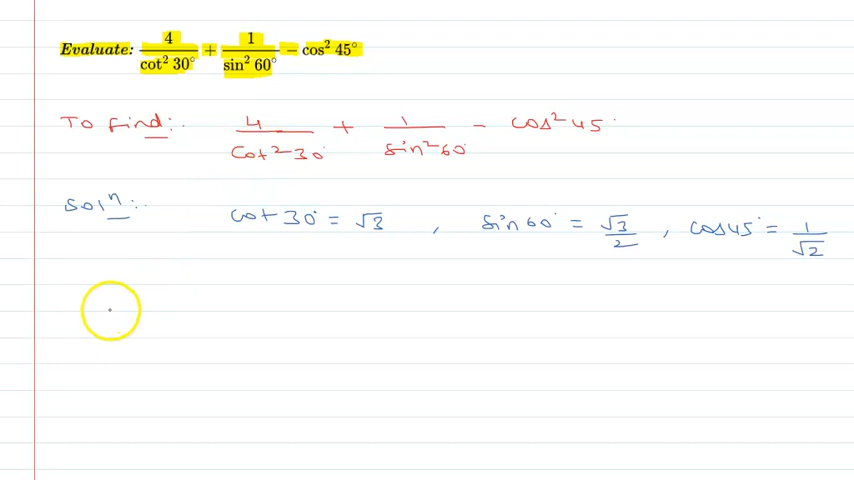 Evaluate: 4/cot² 30° + 1/sin² 60° − cos² 45°
To find:- 4/cot² 30° + 1/sin² 60° − cos² 45°
Solⁿ:- cot 30° = √3 , sin 60° = √3/2 , cos 45° = 1/√2